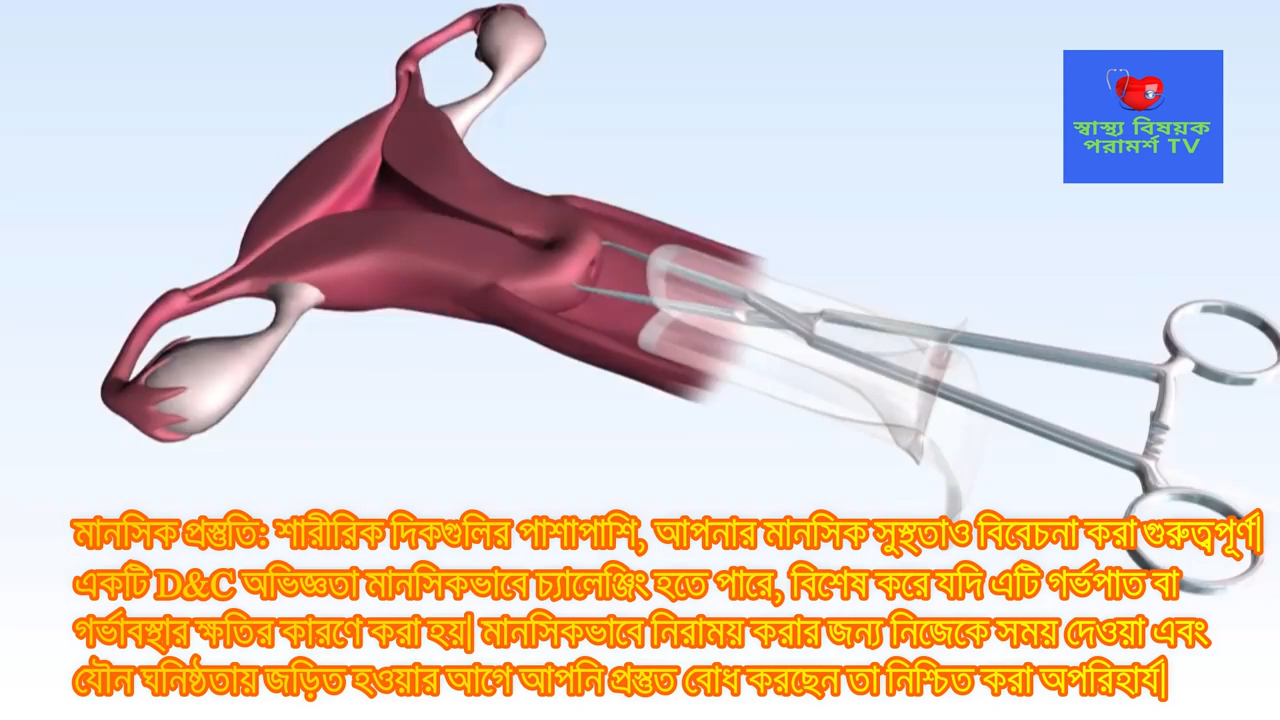 স্বাস্থ্য বিষয়ক
পরামর্শ TV
মানসিক প্রস্তুতি: শারীরিক দিকগুলির পাশাপাশি, আপনার মানসিক সুস্থতাও বিবেচনা করা গুরুত্বপূর্ণ|
একটি D&C অভিজ্ঞতা মানসিকভাবে চ্যালেঞ্জিং হতে পারে, বিশেষ করে যদি এটি গর্ভপাত বা
গর্ভাবস্থার ক্ষতির কারণে করা হয়| মানসিকভাবে নিরাময় করার জন্য নিজেকে সময় দেওয়া এবং
যৌন ঘনিষ্ঠতায় জড়িত হওয়ার আগে আপনি প্রস্তুত বোধ করছেন তা নিশ্চিত করা অপরিহার্য|